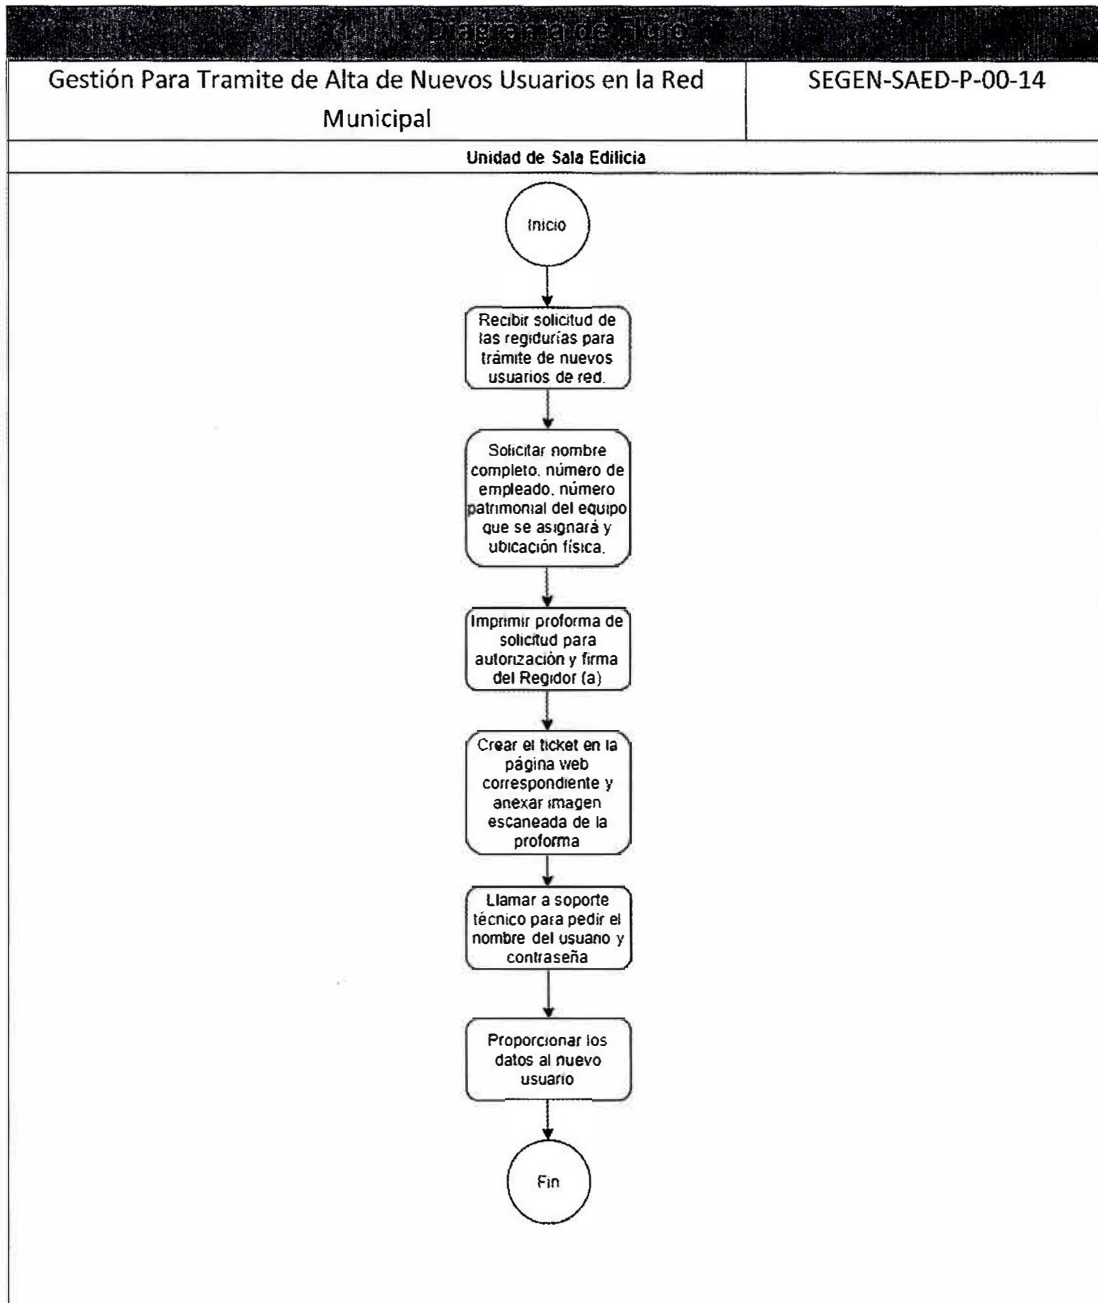 Diagrama de Flujo
Gestión Para Tramite de Alta de Nuevos Usuarios en la Red
Municipal
SEGEN-SAED-P-00-14
Unidad de Sala Edilicia
Inicio
Recibir solicitud de
las regidurías para
trámite de nuevos
usuarios de red.
Solicitar nombre
completo, número de
empleado, número
patrimonial del equipo
que se asignará y
ubicación física.
Imprimir proforma de
solicitud para
autorización y firma
del Regidor (a)
Crear el ticket en la
página web
correspondiente y
anexar imagen
escaneada de la
proforma
Llamar a soporte
técnico para pedir el
nombre del usuario y
contraseña
Proporcionar los
datos al nuevo
usuario
Fin